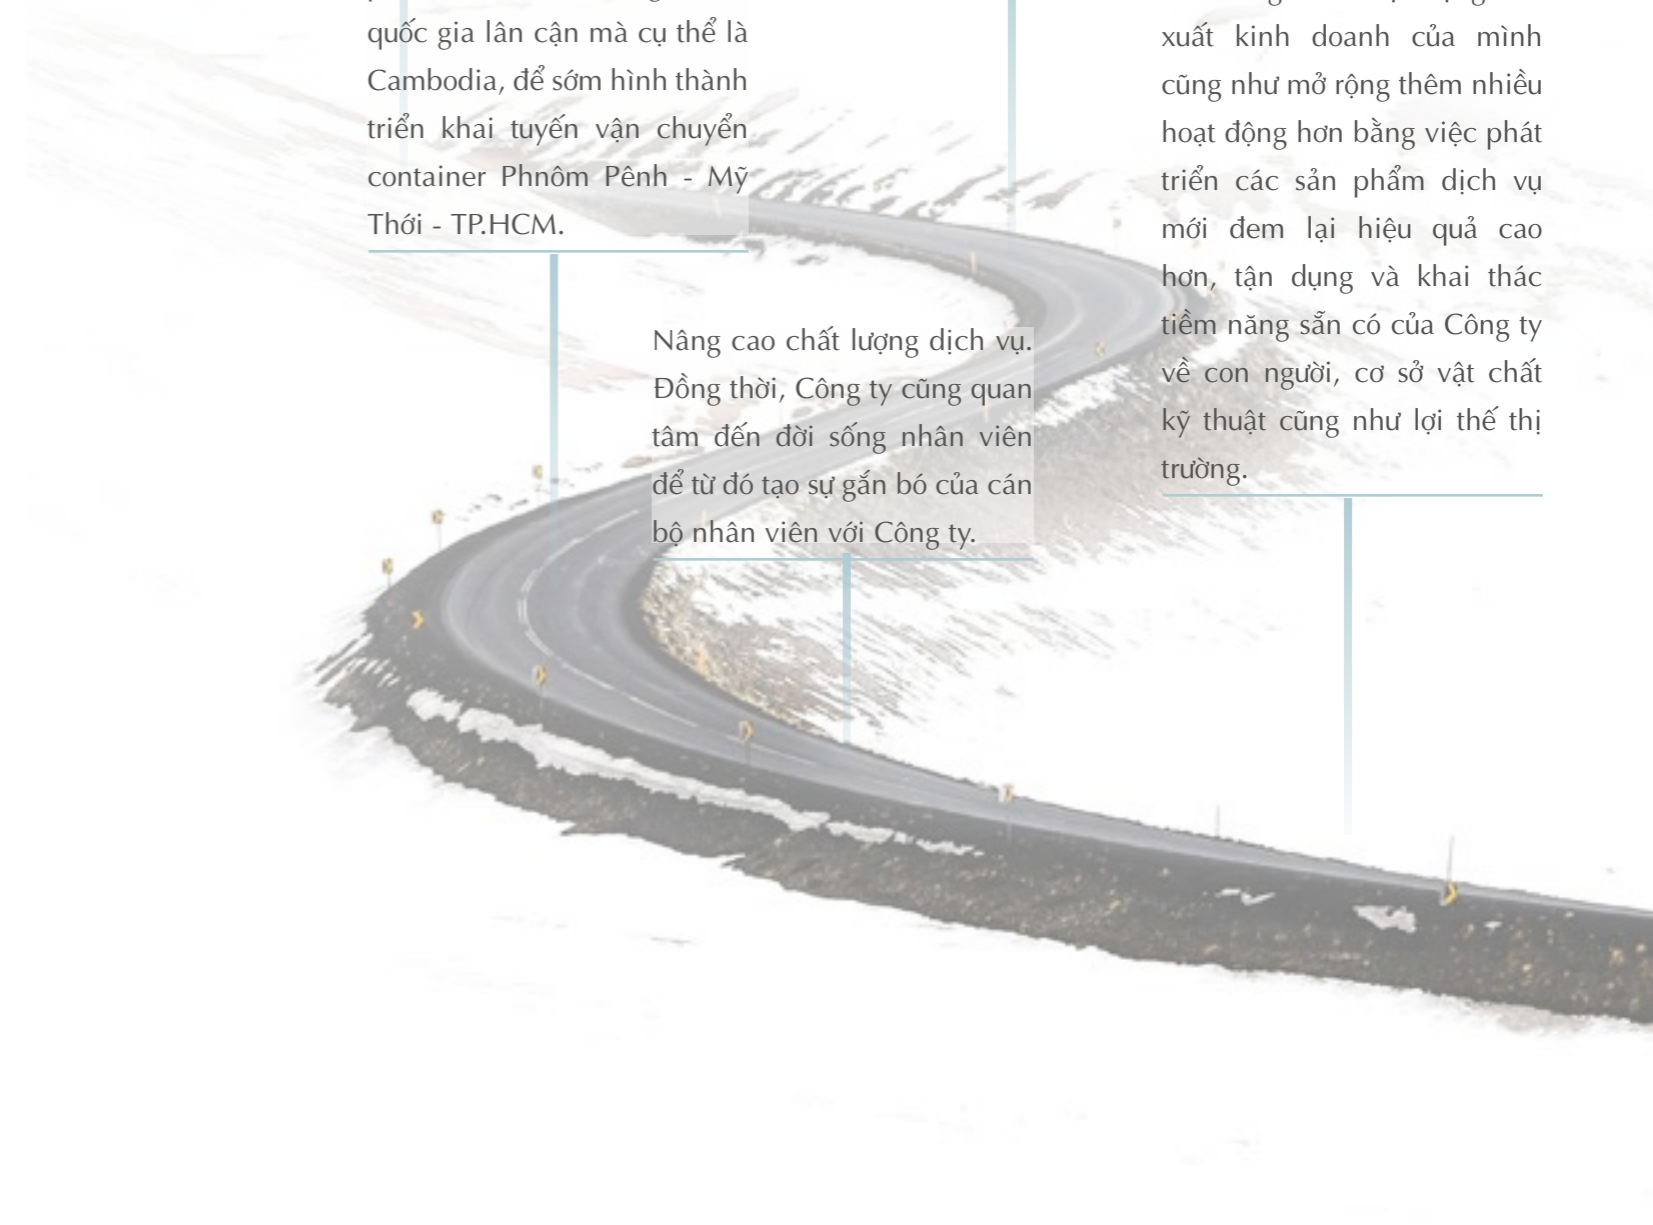 quốc gia lân cận mà cụ thể là
Cambodia, để sớm hình thành
triển khai tuyến vận chuyển
container Phnôm Pênh - Mỹ
Thới - TP.HCM.
Nâng cao chất lượng dịch vụ.
Đồng thời, Công ty cũng quan
tâm đến đời sống nhân viên
để từ đó tạo sự gắn bó của cán
bộ nhân viên với Công ty.
xuất kinh doanh của mình
cũng như mở rộng thêm nhiều
hoạt động hơn bằng việc phát
triển các sản phẩm dịch vụ
mới đem lại hiệu quả cao
hơn, tận dụng và khai thác
tiềm năng sẵn có của Công ty
về con người, cơ sở vật chất
kỹ thuật cũng như lợi thế thị
trường.